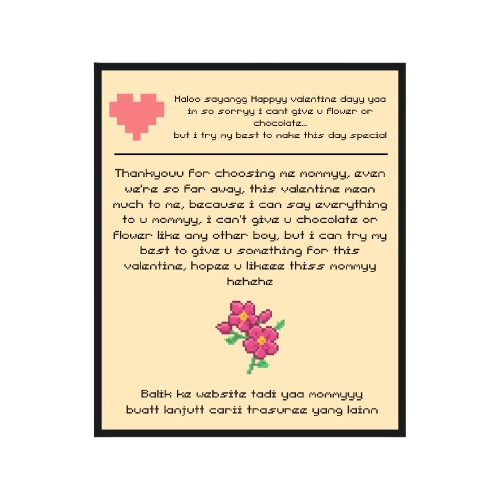 Haloo sayangg Happyy valentine dayy yaa
im so sorryy i cant give u flower or
chocolate...
but i try my best to make this day special
Thankyouu for choosing me mommyy, even
we're so far away, this valentine mean
much to me, because i can say everything
to u mommyy, i can't give u chocolate or
flower like any other boy, but i can try my
best to give u something for this
valentine, hopee u likeee thiss mommyy
hehehe
Balik ke website tadi yaa mommyyy
buatt lanjutt carii trasuree yang lainn